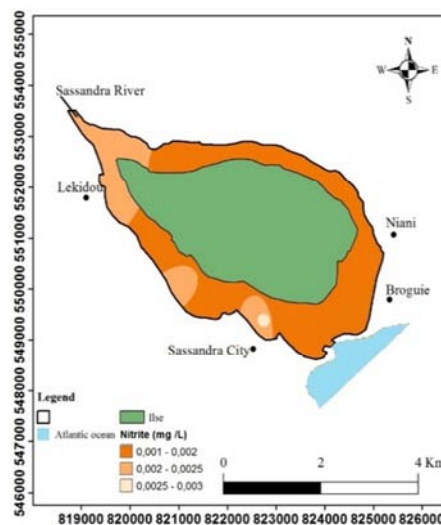 555000
554000
553000
552000
551000
550000
549000
548000
547000
546000
N
W E
S
Sassandra River
Lekidou
Niani
Broguie
Sassandra City
Legend
Ilse
Atlantic ocean
Nitrite (mg /L)
0,001 - 0,002
0,002 - 0,0025
0,0025 - 0,003
0 2 4 Km
819000 820000 821000 822000 823000 824000 825000 826000